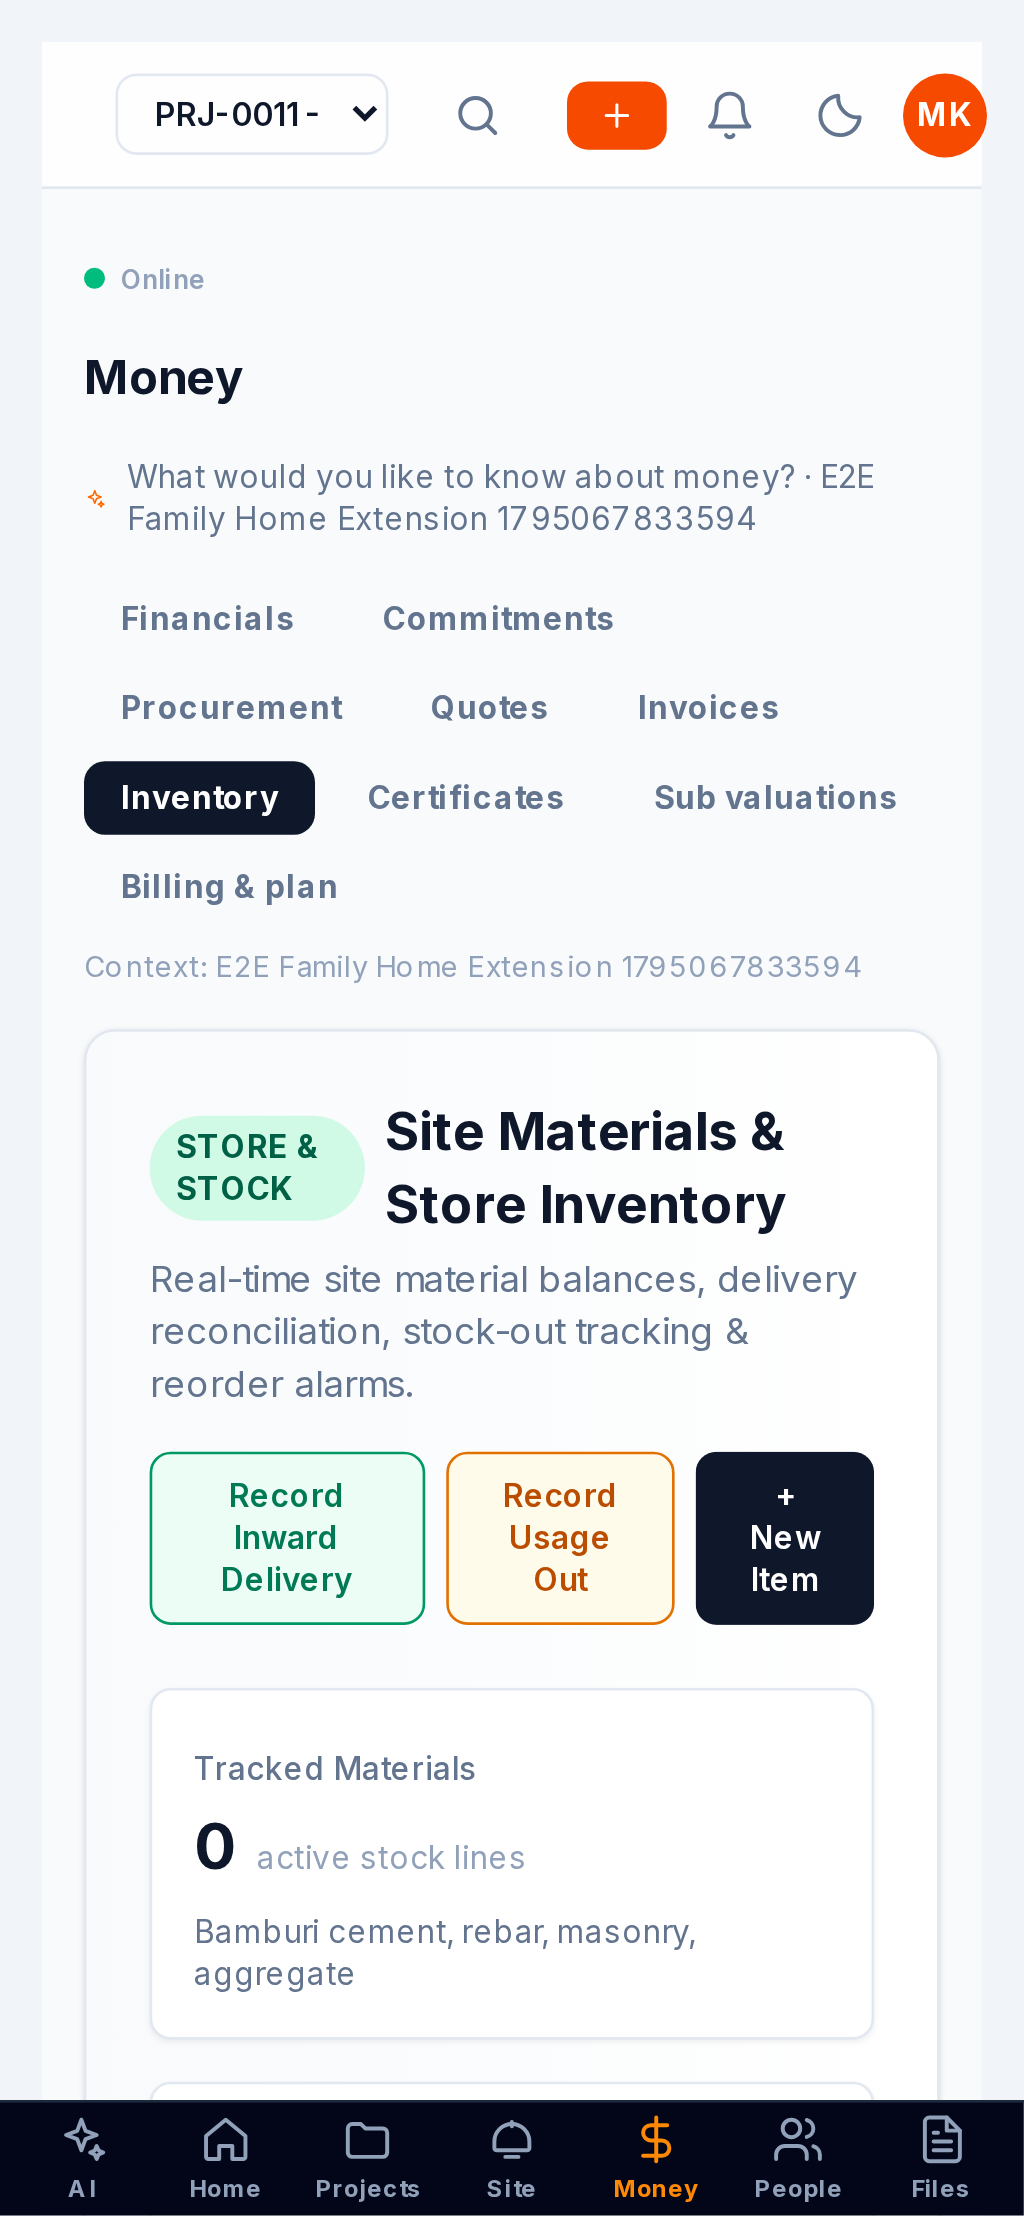 PRJ-0011 -
MK
Online
Money
What would you like to know about money? · E2E
Family Home Extension 1795067833594
Financials Commitments
Procurement Quotes Invoices
Inventory Certificates Sub valuations
Billing & plan
Context: E2E Family Home Extension 1795067833594
STORE &
STOCK
Site Materials &
Store Inventory
Real-time site material balances, delivery
reconciliation, stock-out tracking &
reorder alarms.
Record
Inward
Delivery
Record
Usage
Out
+
New
Item
Tracked Materials
0 active stock lines
Bamburi cement, rebar, masonry,
aggregate
AI Home Projects Site Money People Files